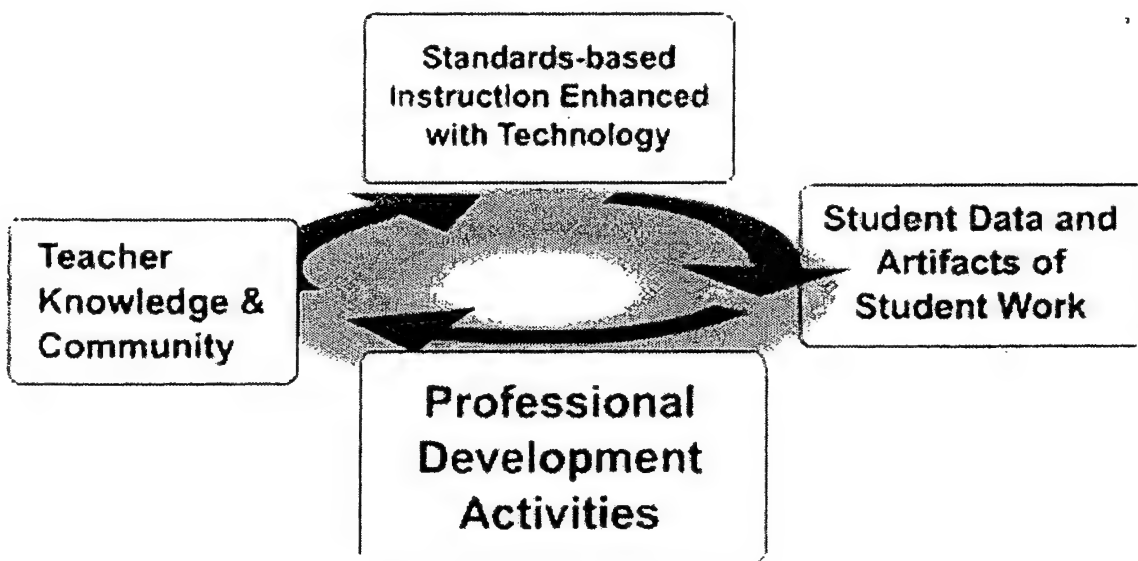 Standards-based
Instruction Enhanced
with Technology
Teacher
Knowledge &
Community
Student Data and
Artifacts of
Student Work
Professional
Development
Activities